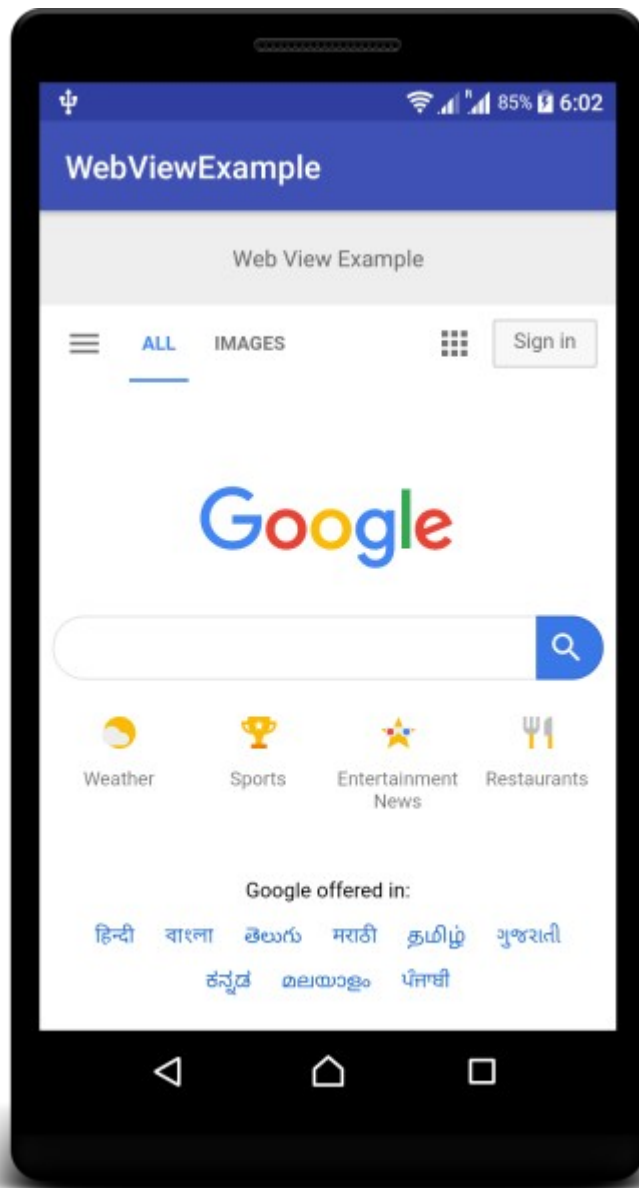 85% 6:02
WebViewExample
Web View Example
ALL IMAGES Sign in
Google
Weather Sports Entertainment News Restaurants
Google offered in:
हिन्दी বাংলা తెలుగు मराठी தமிழ் ગુજરાતી
ಕನ್ನಡ മലയാളം ਪੰਜਾਬੀ